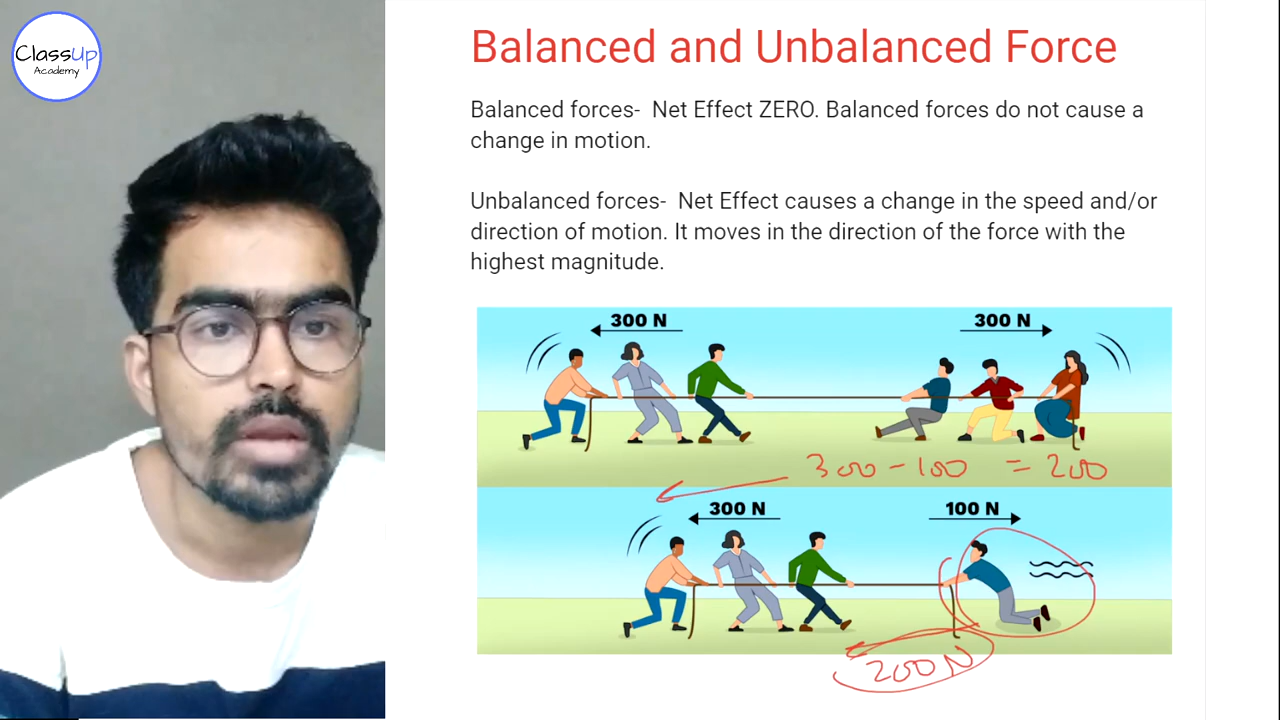 ClassUp
Academy
Balanced and Unbalanced Force
Balanced forces-  Net Effect ZERO. Balanced forces do not cause a
change in motion.
Unbalanced forces-  Net Effect causes a change in the speed and/or
direction of motion. It moves in the direction of the force with the
highest magnitude.
300 N
300 N
300 - 100 = 200
300 N
100 N
200 N